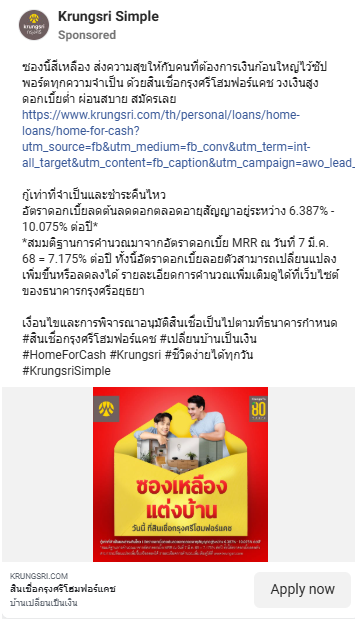 Krungsri Simple
Sponsored
krungsri
กรุงศรี
ซองนี้สีเหลือง ส่งความสุขให้กับคนที่ต้องการเงินก้อนใหญ่ไว้ซัป
พอร์ตทุกความจำเป็น ด้วยสินเชื่อกรุงศรีโฮมฟอร์แคช วงเงินสูง
ดอกเบี้ยต่ำ ผ่อนสบาย สมัครเลย
https://www.krungsri.com/th/personal/loans/home-
loans/home-for-cash?
utm_source=fb&utm_medium=fb_conv&utm_term=int-
all_target&utm_content=fb_caption&utm_campaign=awo_lead_
กู้เท่าที่จำเป็นและชำระคืนไหว
อัตราดอกเบี้ยลดต้นลดดอกตลอดอายุสัญญาอยู่ระหว่าง 6.387% -
10.075% ต่อปี*
*สมมติฐานการคำนวณมาจากอัตราดอกเบี้ย MRR ณ วันที่ 7 มี.ค.
68 = 7.175% ต่อปี ทั้งนี้อัตราดอกเบี้ยลอยตัวสามารถเปลี่ยนแปลง
เพิ่มขึ้นหรือลดลงได้ รายละเอียดการคำนวณเพิ่มเติมดูได้ที่เว็บไซต์
ของธนาคารกรุงศรีอยุธยา
เงื่อนไขและการพิจารณาอนุมัติสินเชื่อเป็นไปตามที่ธนาคารกำหนด
#สินเชื่อกรุงศรีโฮมฟอร์แคช #เปลี่ยนบ้านเป็นเงิน
#HomeForCash #Krungsri #ชีวิตง่ายได้ทุกวัน
#KrungsriSimple
80
ซองเหลือง
แต่งบ้าน
วันนี้ ที่สินเชื่อกรุงศรีโฮมฟอร์แคช
KRUNGSRI.COM
สินเชื่อกรุงศรีโฮมฟอร์แคช
บ้านเปลี่ยนเป็นเงิน
Apply now